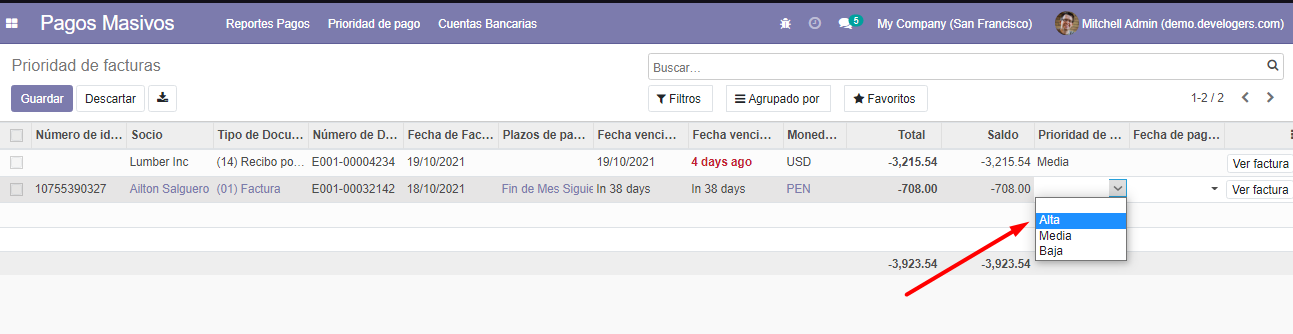 Pagos Masivos Reportes Pagos Prioridad de pago Cuentas Bancarias 5 My Company (San Francisco) Mitchell Admin (demo.develogers.com)
Prioridad de facturas Buscar...
Guardar Descartar Filtros Agrupado por Favoritos 1-2 / 2
Número de id... Socio Tipo de Docu... Número de D... Fecha de Fac... Plazos de pa... Fecha venci... Fecha venci... Moned... Total Saldo Prioridad de ... Fecha de pag...
Lumber Inc (14) Recibo po... E001-00004234 19/10/2021 19/10/2021 4 days ago USD -3,215.54 -3,215.54 Media Ver factura
10755390327 Ailton Salguero (01) Factura E001-00032142 18/10/2021 Fin de Mes Siguie In 38 days In 38 days PEN -708.00 -708.00 Ver factura
Alta
Media
Baja
-3,923.54 -3,923.54